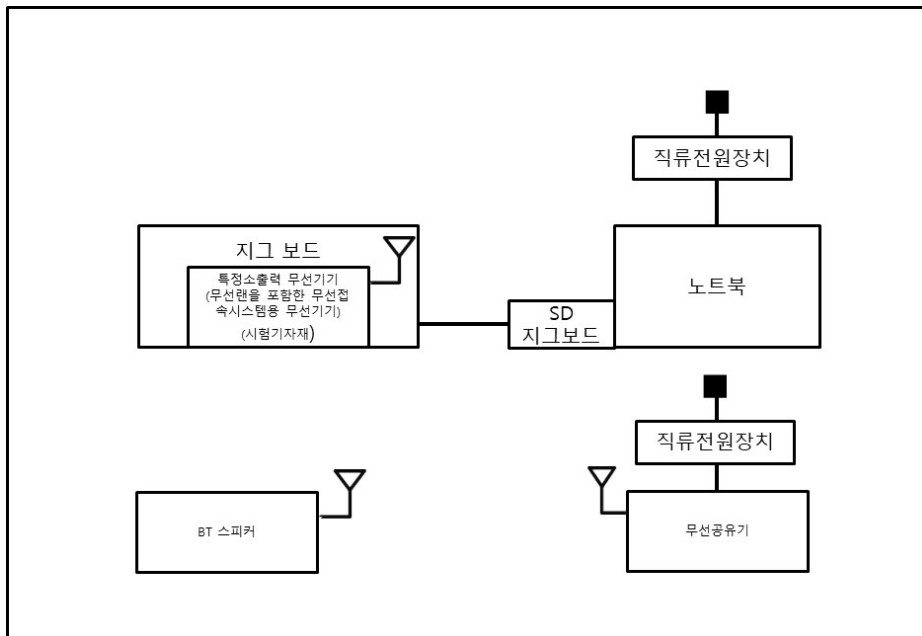 직류전원장치
지그 보드
특정소출력 무선기기
(무선랜을 포함한 무선접
속시스템용 무선기기)
(시험기자재)
SD
지그보드
노트북
직류전원장치
BT 스피커
무선공유기